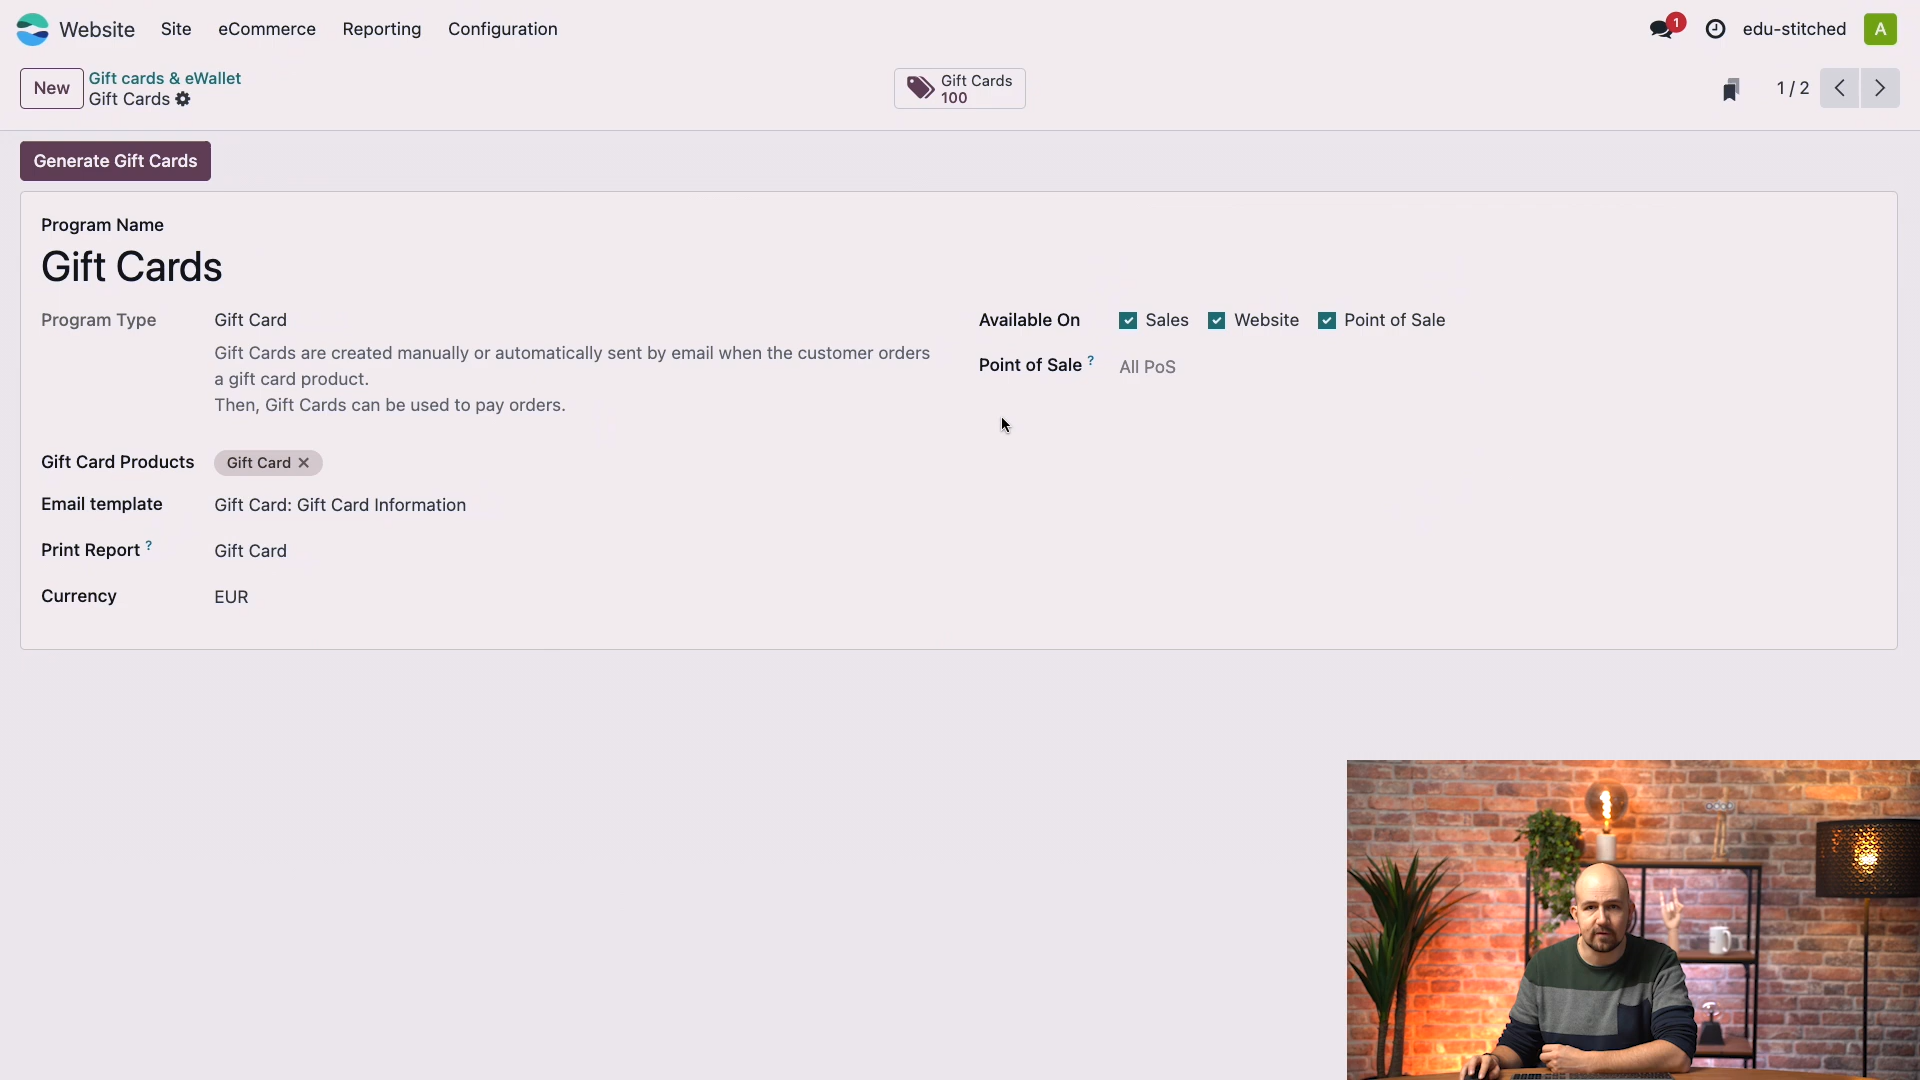 Website Site eCommerce Reporting Configuration 1 edu-stitched A
New Gift cards & eWallet
Gift Cards
Gift Cards
100
1 / 2
Generate Gift Cards
Program Name
Gift Cards
Program Type Gift Card
Gift Cards are created manually or automatically sent by email when the customer orders
a gift card product.
Then, Gift Cards can be used to pay orders.
Available On Sales Website Point of Sale
Point of Sale ? All PoS
Gift Card Products Gift Card
Email template Gift Card: Gift Card Information
Print Report ? Gift Card
Currency EUR